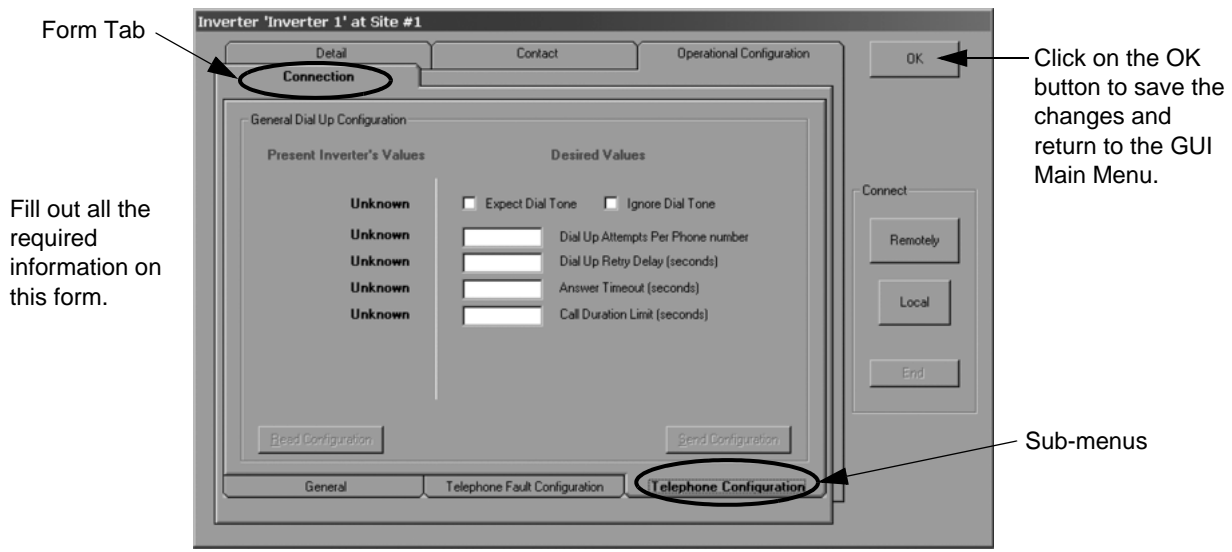 Form Tab
Inverter 'Inverter 1' at Site #1
Detail
Contact
Operational Configuration
Connection
OK
Click on the OK
button to save the
changes and
return to the GUI
Main Menu.
Fill out all the
required
information on
this form.
General Dial Up Configuration
Present Inverter's Values
Desired Values
Unknown
Expect Dial Tone
Ignore Dial Tone
Unknown
Dial Up Attempts Per Phone number
Unknown
Dial Up Retry Delay (seconds)
Unknown
Answer Timeout (seconds)
Unknown
Call Duration Limit (seconds)
Read Configuration
Send Configuration
Connect
Remotely
Local
End
General
Telephone Fault Configuration
Telephone Configuration
Sub-menus